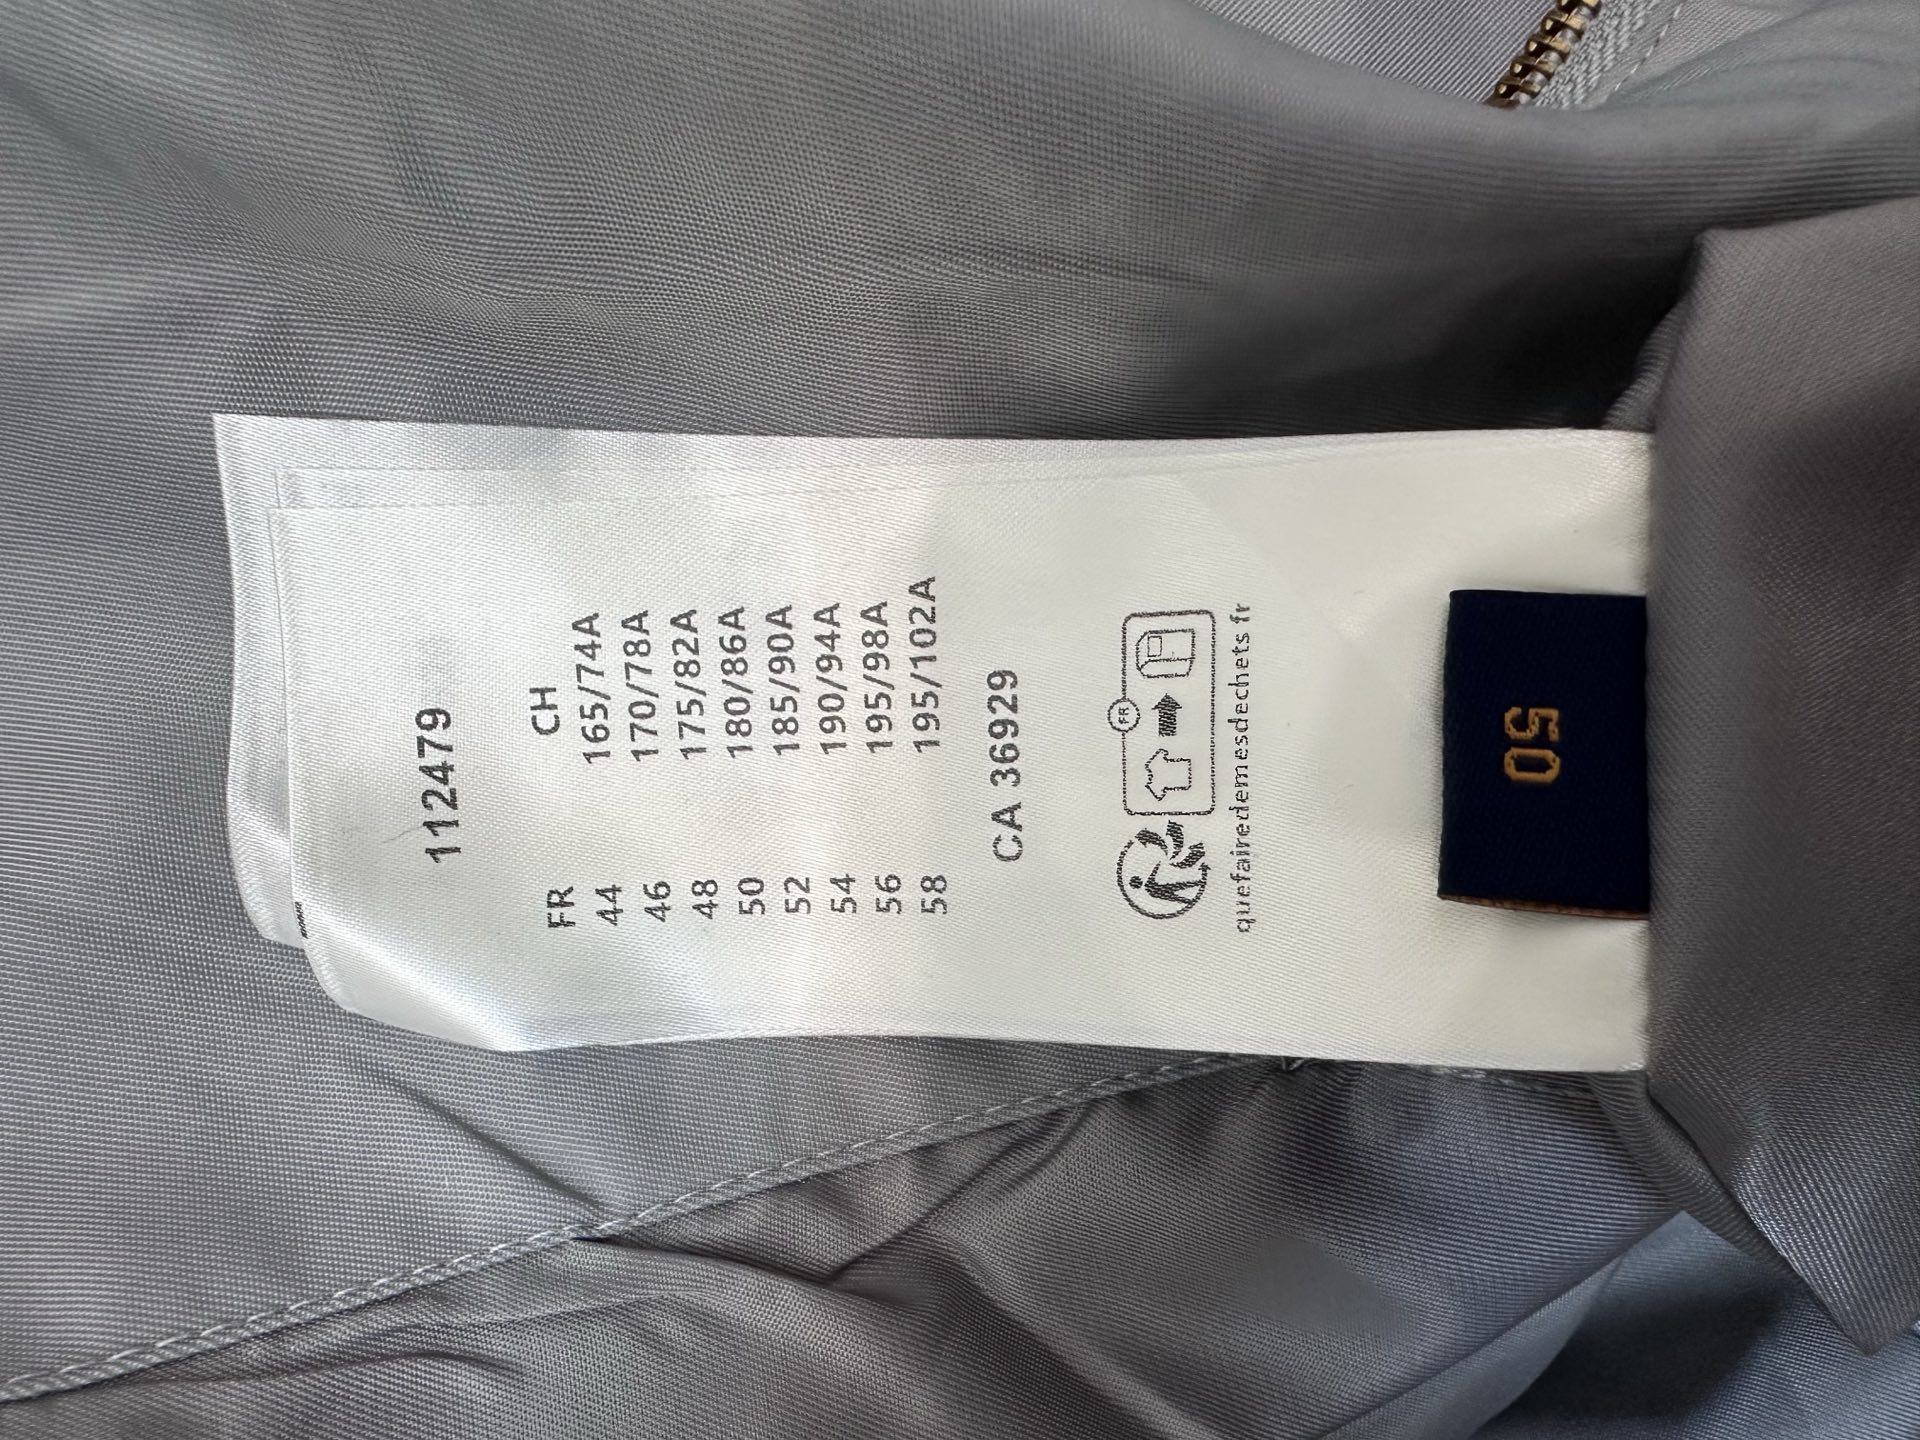 112479
FR CH
44 165/74A
46 170/78A
48 175/82A
50 180/86A
52 185/90A
54 190/94A
56 195/98A
58 195/102A
CA 36929
FR
quefairedemesdechets.fr
50